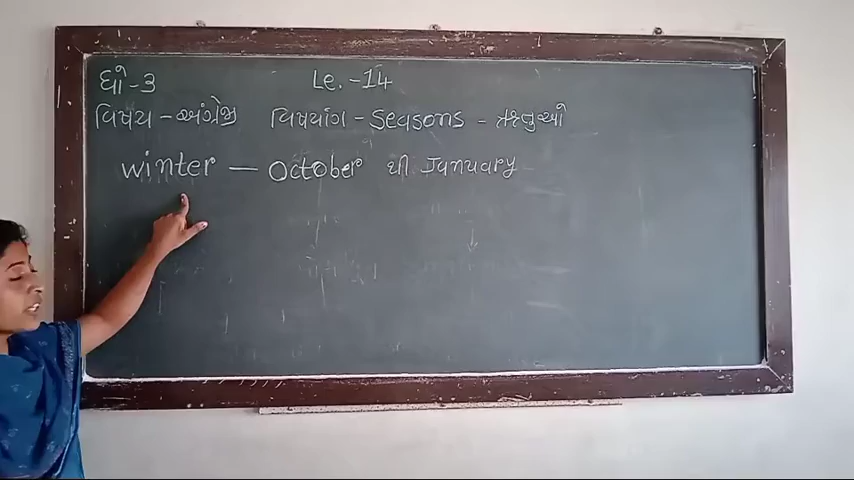 ધો-3 Le.-14
વિષય-અંગ્રેજી વિષયાંગ-Seasons-ઋતુઓ
winter — October થી January